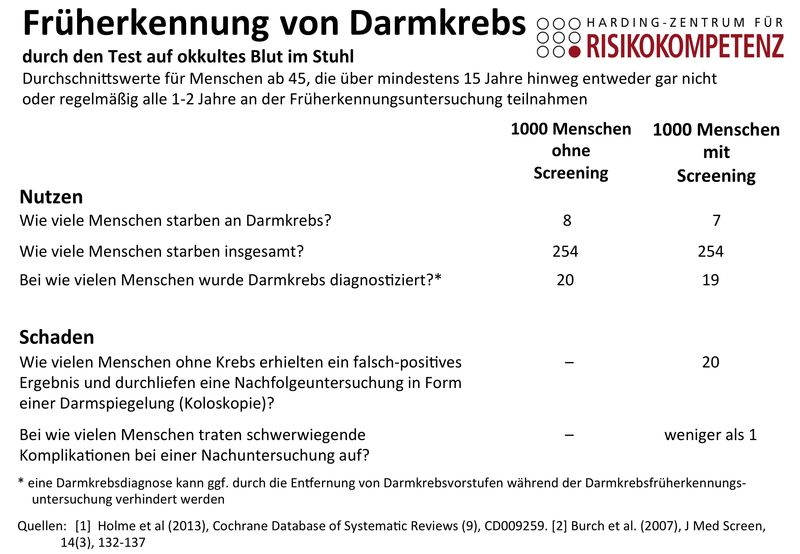 Früherkennung von Darmkrebs
HARDING-ZENTRUM FÜR
RISIKOKOMPETENZ
durch den Test auf okkultes Blut im Stuhl
Durchschnittswerte für Menschen ab 45, die über mindestens 15 Jahre hinweg entweder gar nicht
oder regelmäßig alle 1-2 Jahre an der Früherkennungsuntersuchung teilnahmen
1000 Menschen 1000 Menschen
ohne mit
Screening Screening
Nutzen
Wie viele Menschen starben an Darmkrebs? 8 7
Wie viele Menschen starben insgesamt? 254 254
Bei wie vielen Menschen wurde Darmkrebs diagnostiziert?* 20 19
Schaden
Wie vielen Menschen ohne Krebs erhielten ein falsch-positives – 20
Ergebnis und durchliefen eine Nachfolgeuntersuchung in Form
einer Darmspiegelung (Koloskopie)?
Bei wie vielen Menschen traten schwerwiegende – weniger als 1
Komplikationen bei einer Nachuntersuchung auf?
* eine Darmkrebsdiagnose kann ggf. durch die Entfernung von Darmkrebsvorstufen während der Darmkrebsfrüherkennungs-
untersuchung verhindert werden
Quellen: [1] Holme et al (2013), Cochrane Database of Systematic Reviews (9), CD009259. [2] Burch et al. (2007), J Med Screen,
14(3), 132-137